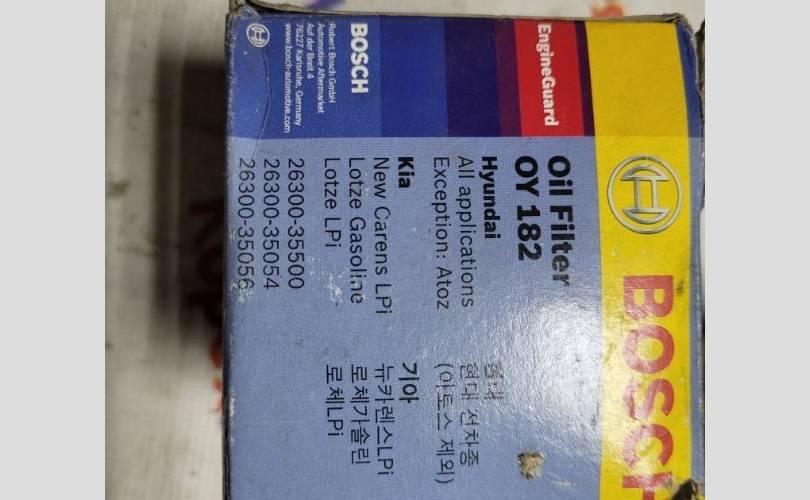 BOSCH
EngineGuard
Oil Filter
OY 182
Hyundai 현대
All applications 현대 전차종
Exception: Atoz (아토스 제외)
Kia 기아
New Carens LPi 뉴카렌스LPi
Lotze Gasoline 로체가솔린
Lotze LPi 로체LPi
26300-35500
26300-35054
26300-35056
BOSCH
Robert Bosch GmbH
Automotive Aftermarket
Auf der Breit 4
76227 Karlsruhe, Germany
www.bosch-automotive.com